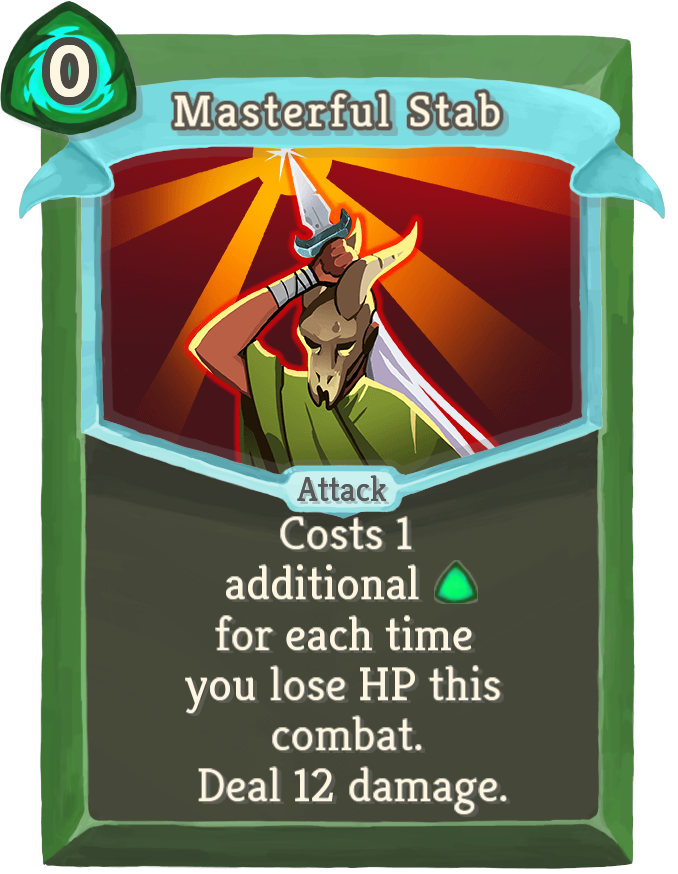 0
Masterful Stab
Attack
Costs 1
additional
for each time
you lose HP this
combat.
Deal 12 damage.